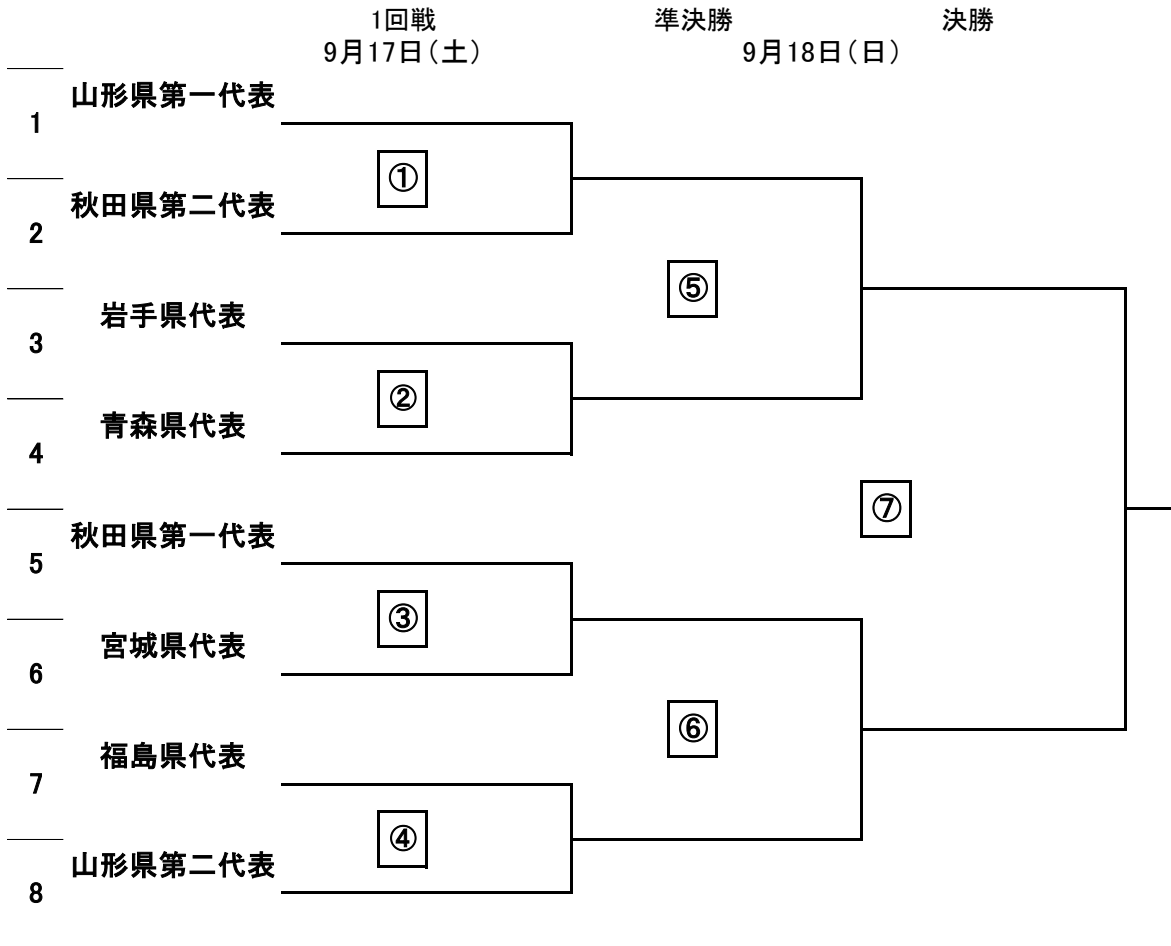 1回戦 準決勝 決勝
9月17日（土） 9月18日（日）
山形県第一代表
1
①
秋田県第二代表
2
⑤
岩手県代表
3
②
青森県代表
4
⑦
秋田県第一代表
5
③
宮城県代表
6
⑥
福島県代表
7
④
山形県第二代表
8